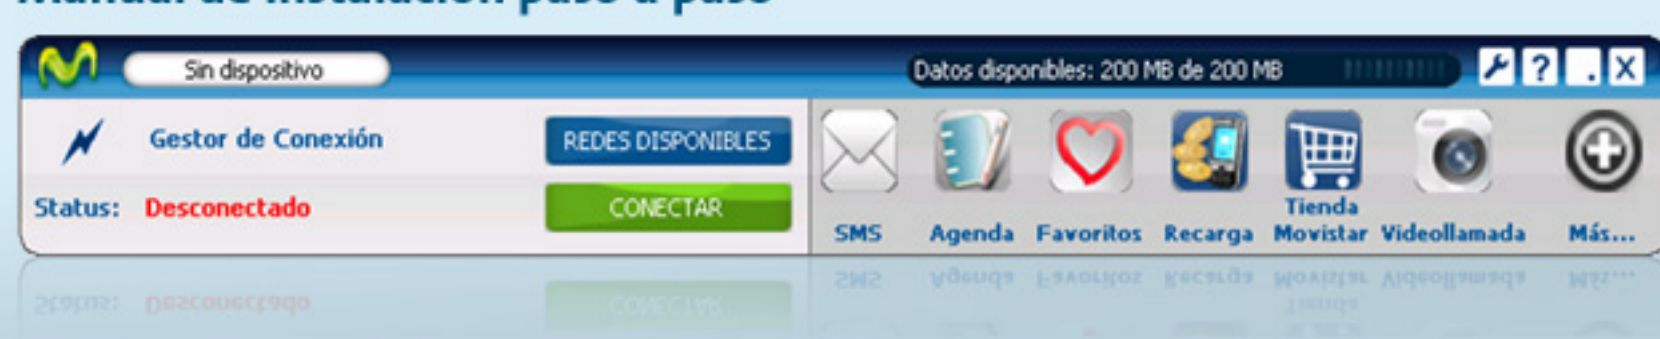 Manual de instalación paso a paso
Sin dispositivo
Datos disponibles: 200 MB de 200 MB
Gestor de Conexión
REDES DISPONIBLES
Status: Desconectado
CONECTAR
SMS
Agenda
Favoritos
Recarga
Tienda
Movistar
Videollamada
Más...